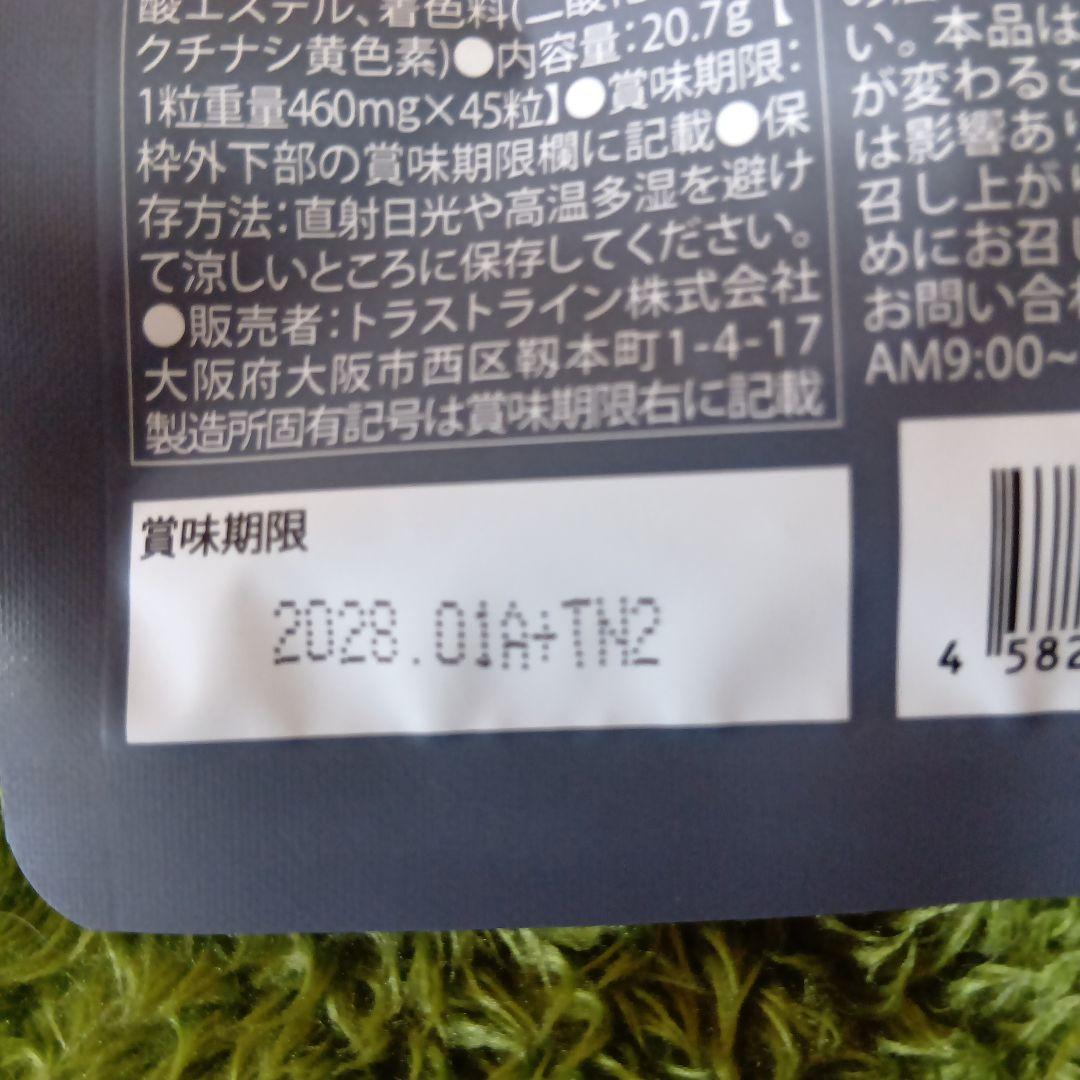 酸エステル、着色料(二酸化
クチナシ黄色素)●内容量:20.7g【
1粒重量460mg×45粒】●賞味期限:
枠外下部の賞味期限欄に記載●保
存方法:直射日光や高温多湿を避け
て涼しいところに保存してください。
●販売者:トラストライン株式会社
大阪府大阪市西区靱本町1-4-17
製造所固有記号は賞味期限右に記載
い。本品は
が変わるこ
は影響あり
召し上がり
めにお召し
お問い合わ
AM9:00~
賞味期限
2028.01A+TN2
4 582